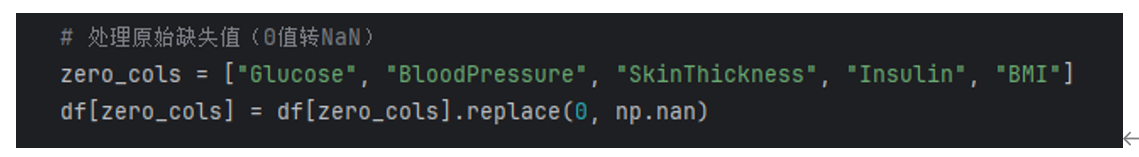 # 处理原始缺失值（0值转NaN）
zero_cols = ["Glucose", "BloodPressure", "SkinThickness", "Insulin", "BMI"]
df[zero_cols] = df[zero_cols].replace(0, np.nan)